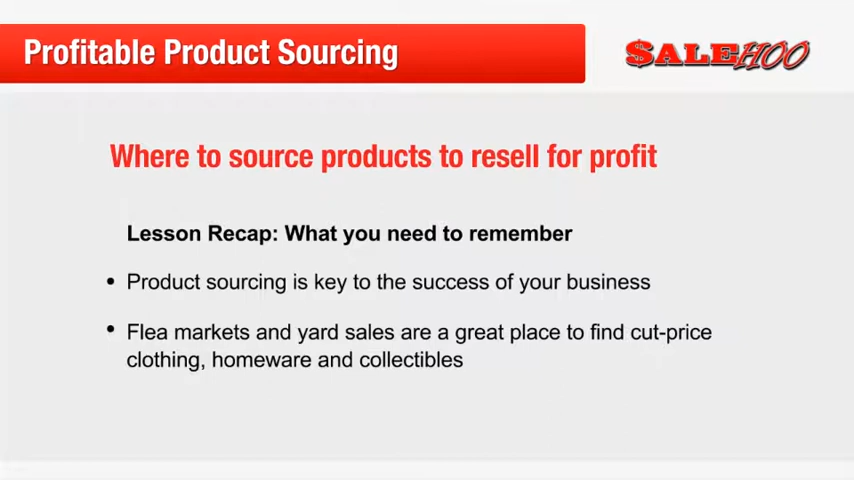 Profitable Product Sourcing
$ALEHOO
Where to source products to resell for profit
Lesson Recap: What you need to remember
• Product sourcing is key to the success of your business
• Flea markets and yard sales are a great place to find cut-price
clothing, homeware and collectibles